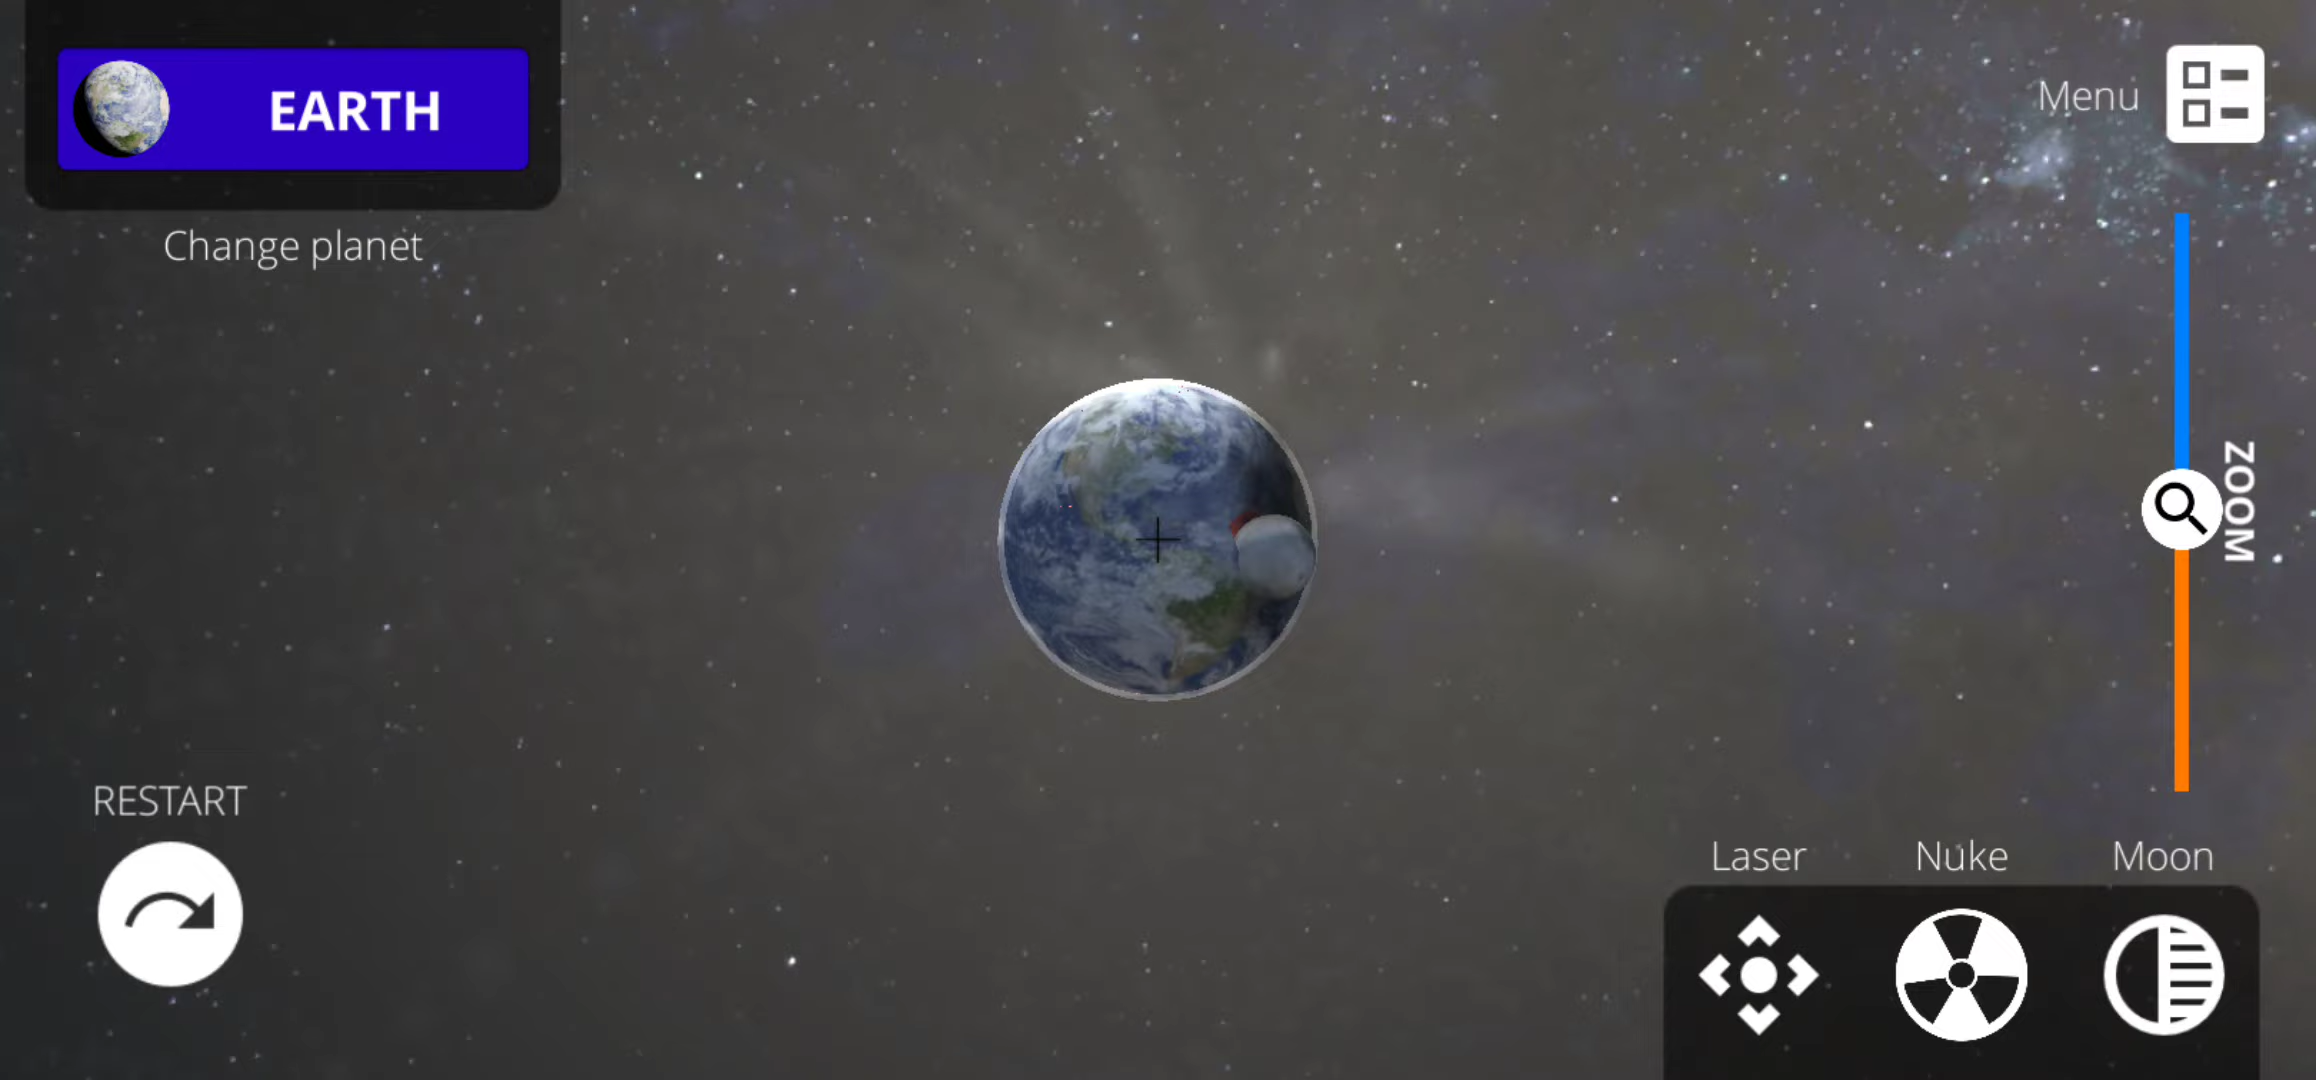 EARTH
Change planet
Menu
ZOOM
RESTART
Laser
Nuke
Moon